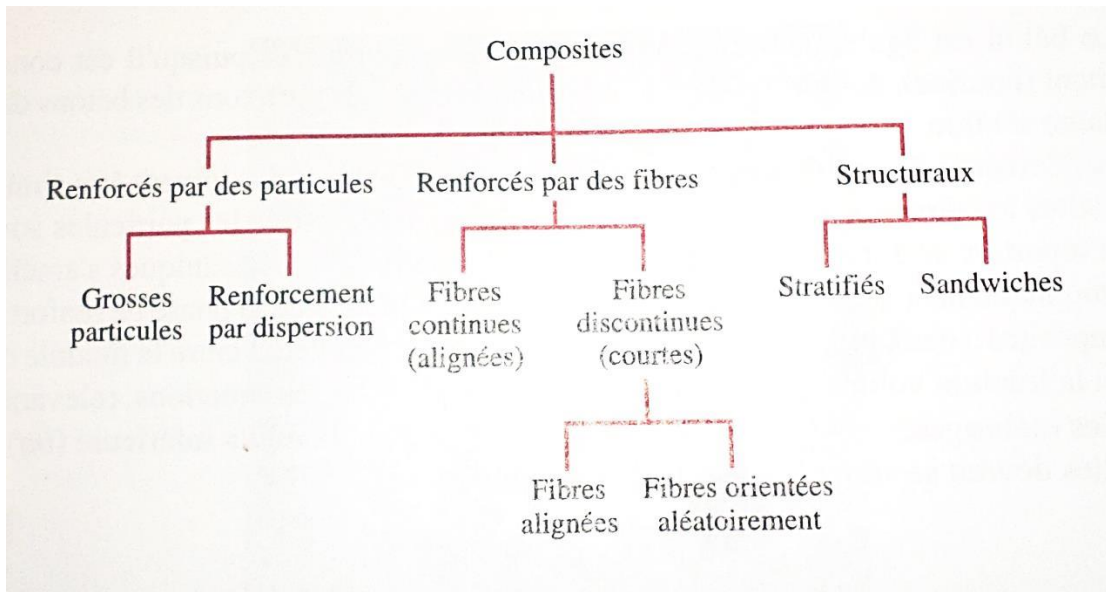 Composites
Renforcés par des particules
Renforcés par des fibres
Structuraux
Grosses
particules
Renforcement
par dispersion
Fibres
continues
(alignées)
Fibres
discontinues
(courtes)
Stratifiés
Sandwiches
Fibres
alignées
Fibres orientées
aléatoirement